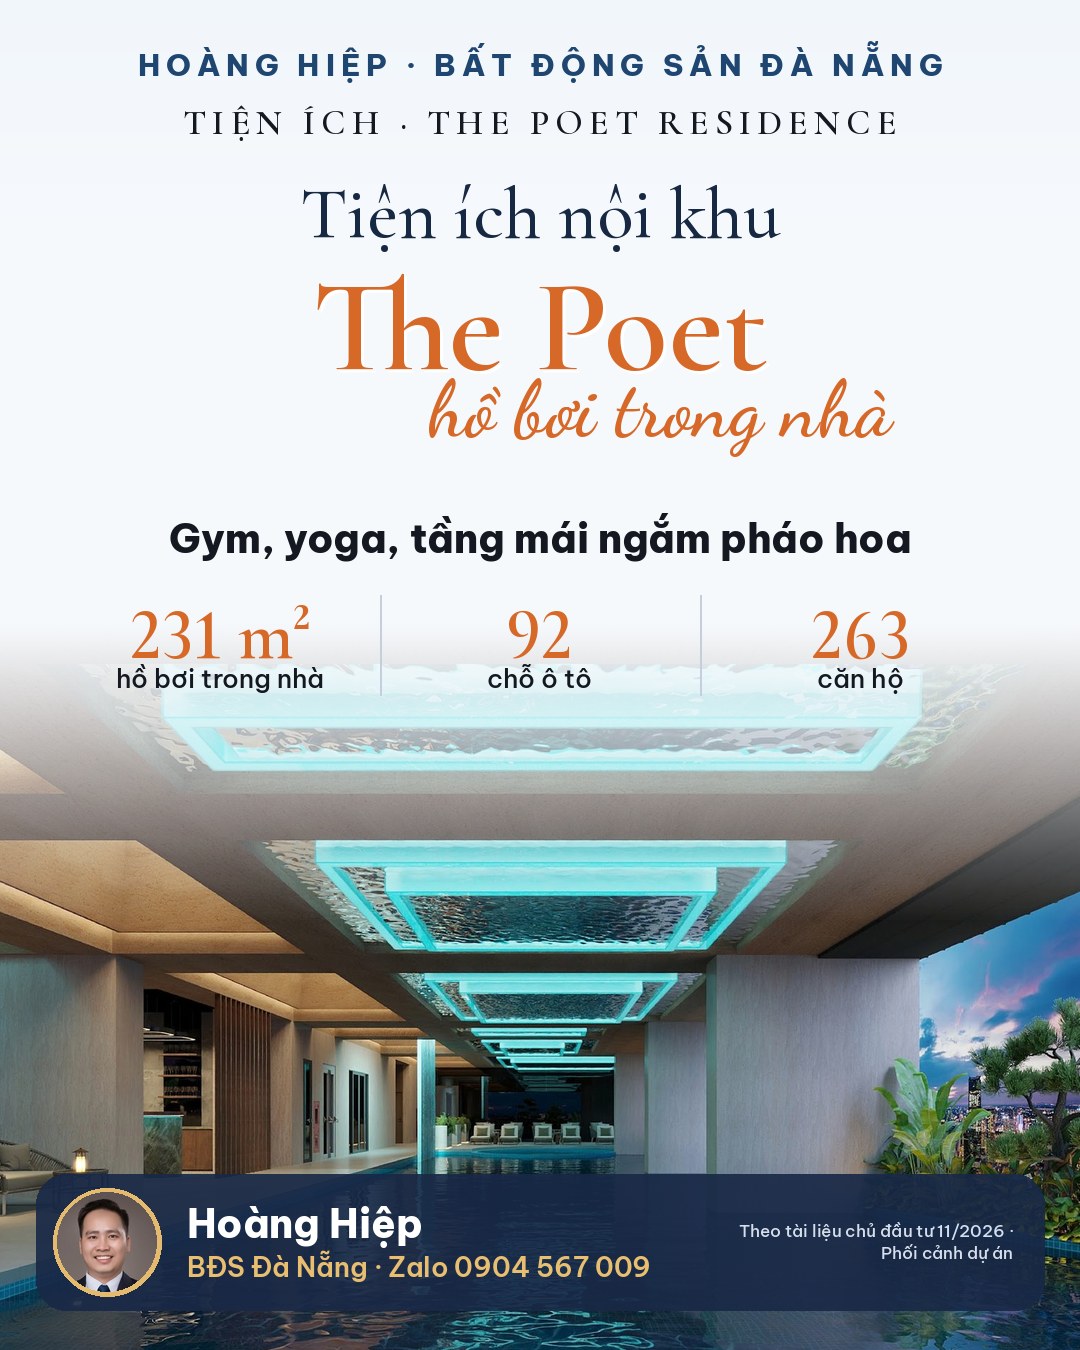 HOÀNG HIỆP · BẤT ĐỘNG SẢN ĐÀ NẴNG
TIỆN ÍCH · THE POET RESIDENCE
Tiện ích nội khu
The Poet
hồ bơi trong nhà
Gym, yoga, tầng mái ngắm pháo hoa
231 m²
hồ bơi trong nhà
92
chỗ ô tô
263
căn hộ
Hoàng Hiệp
BĐS Đà Nẵng · Zalo 0904 567 009
Theo tài liệu chủ đầu tư 11/2026 ·
Phối cảnh dự án